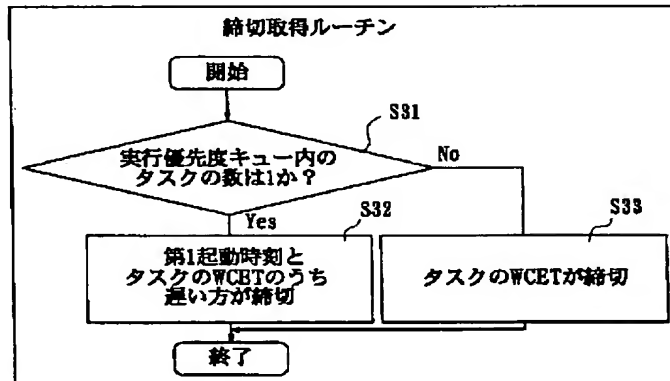 締切取得ルーチン
開始
S31
実行優先度キュー内の
タスクの数は1か?
No
Yes
S32
第1起動時刻と
タスクのWCETのうち
遅い方が締切
S33
タスクのWCETが締切
終了